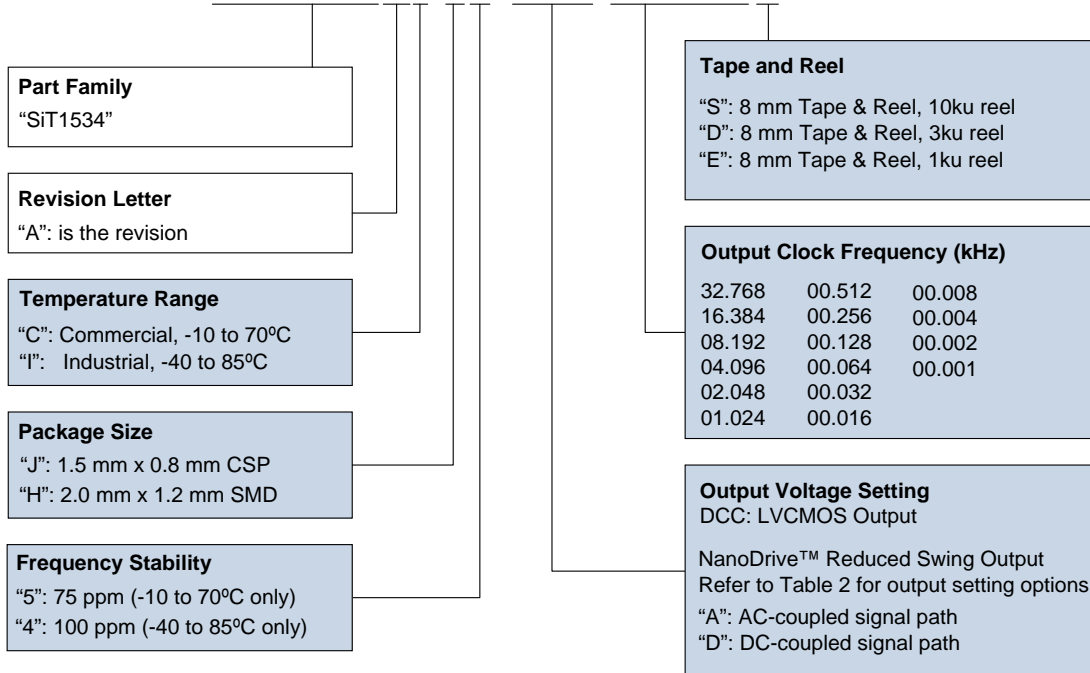 Part Family
“SiT1534”
Revision Letter
“A”: is the revision
Temperature Range
“C”: Commercial, -10 to 70ºC
“I”: Industrial, -40 to 85ºC
Package Size
“J”: 1.5 mm x 0.8 mm CSP
“H”: 2.0 mm x 1.2 mm SMD
Frequency Stability
“5”: 75 ppm (-10 to 70ºC only)
“4”: 100 ppm (-40 to 85ºC only)
Tape and Reel
“S”: 8 mm Tape & Reel, 10ku reel
“D”: 8 mm Tape & Reel, 3ku reel
“E”: 8 mm Tape & Reel, 1ku reel
Output Clock Frequency (kHz)
32.768 00.512 00.008
16.384 00.256 00.004
08.192 00.128 00.002
04.096 00.064 00.001
02.048 00.032
01.024 00.016
Output Voltage Setting
DCC: LVCMOS Output
NanoDrive™ Reduced Swing Output
Refer to Table 2 for output setting options
“A”: AC-coupled signal path
“D”: DC-coupled signal path